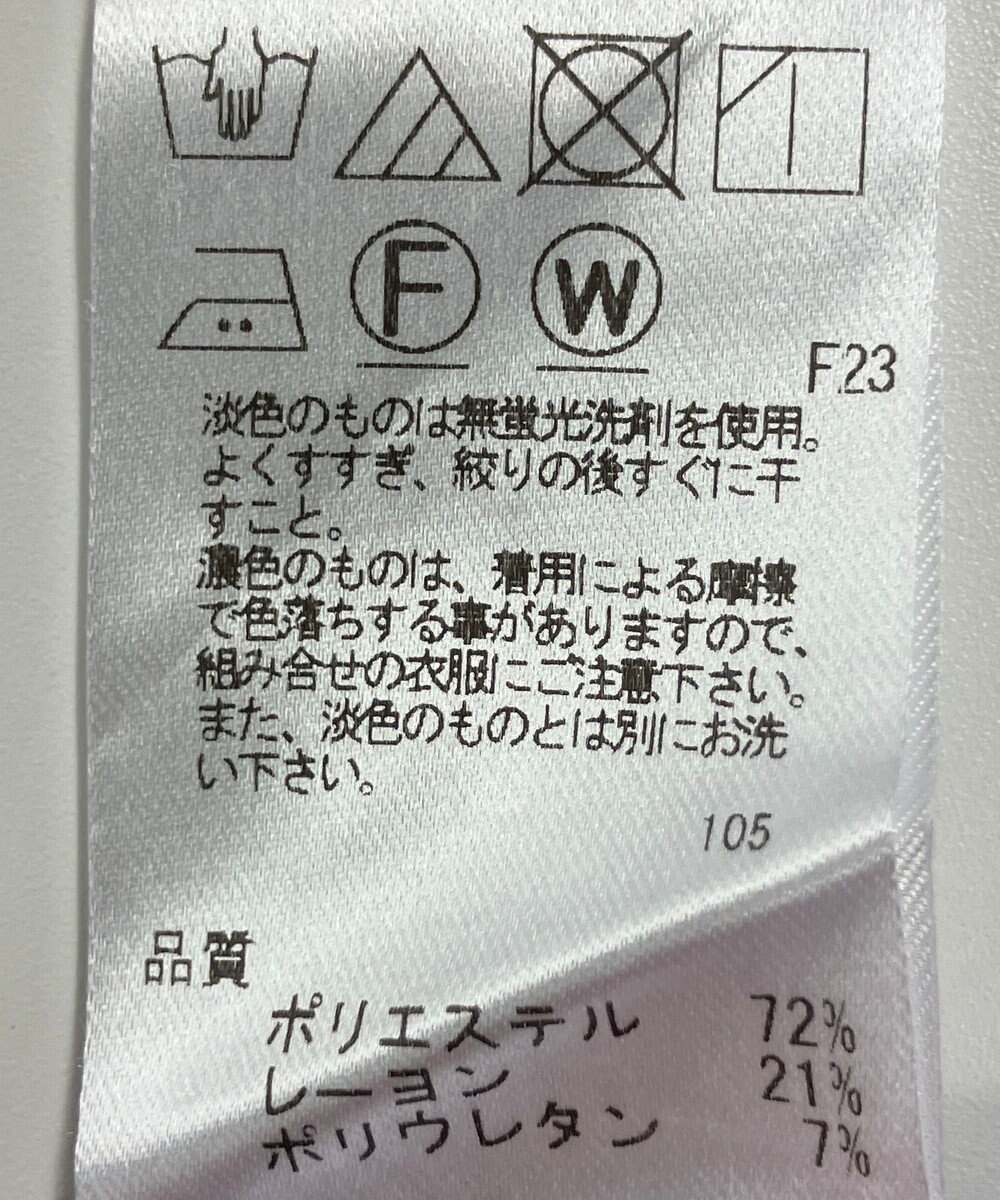 F
W
F23
淡色のものは無蛍光洗剤を使用。
よくすすぎ、絞りの後すぐに干
すこと。
濃色のものは、着用による摩擦
で色落ちする事がありますので、
組み合せの衣服にご注意下さい。
また、淡色のものとは別にお洗
い下さい。
105
品質
ポリエステル 72%
レーヨン 21%
ポリウレタン 7%